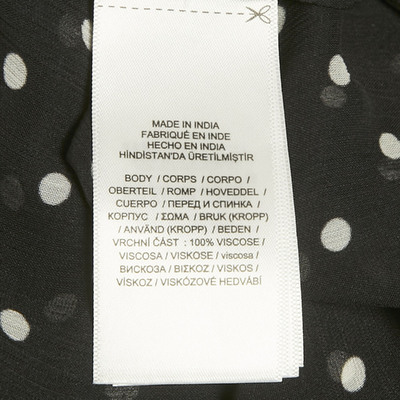 MADE IN INDIA
FABRIQUÉ EN INDE
HECHO EN INDIA
HİNDİSTAN'DA ÜRETİLMİŞTİR
BODY / CORPS / CORPO /
OBERTEIL / ROMP / HOVEDDEL /
CUERPO / ПЕРЕД И СПИНКА /
КОРПУС / ΣΩΜΑ / BRUK (KROPP)
/ ANVÄND (KROPP) / BEDEN /
VRCHNÍ ČÁST : 100% VISCOSE /
VISCOSA / VISKOSE / viscosa /
ВИСКОЗА / ΒΙΣΚΟΖ / VISKOS /
VİSKOZ / VISKÓZOVÉ HEDVÁBÍ